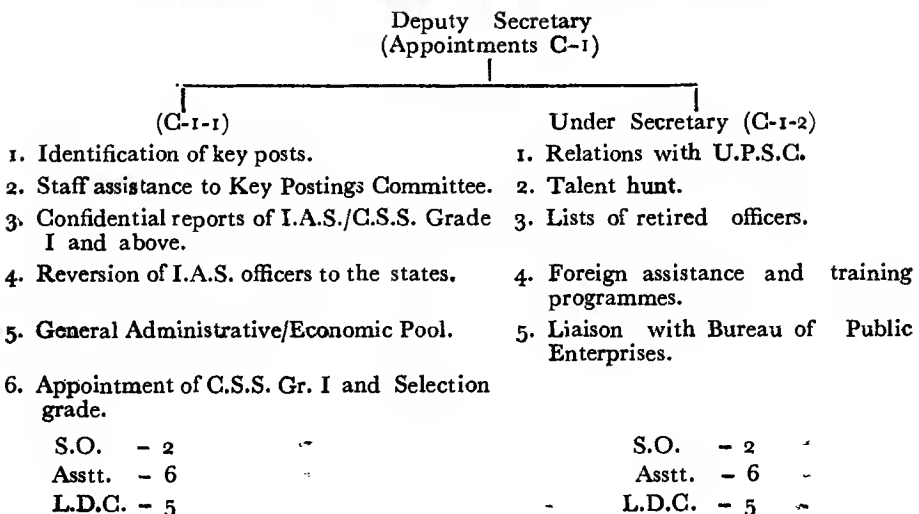 Deputy Secretary
(Appointments C-1)
(C-1-1)
1. Identification of key posts.
2. Staff assistance to Key Postings Committee.
3. Confidential reports of I.A.S./C.S.S. Grade
I and above.
4. Reversion of I.A.S. officers to the states.
5. General Administrative/Economic Pool.
6. Appointment of C.S.S. Gr. I and Selection
grade.
S.O. – 2
Asstt. – 6
L.D.C. – 5
Under Secretary (C-1-2)
1. Relations with U.P.S.C.
2. Talent hunt.
3. Lists of retired officers.
4. Foreign assistance and training
programmes.
5. Liaison with Bureau of Public
Enterprises.
S.O. – 2
Asstt. – 6
L.D.C. – 5